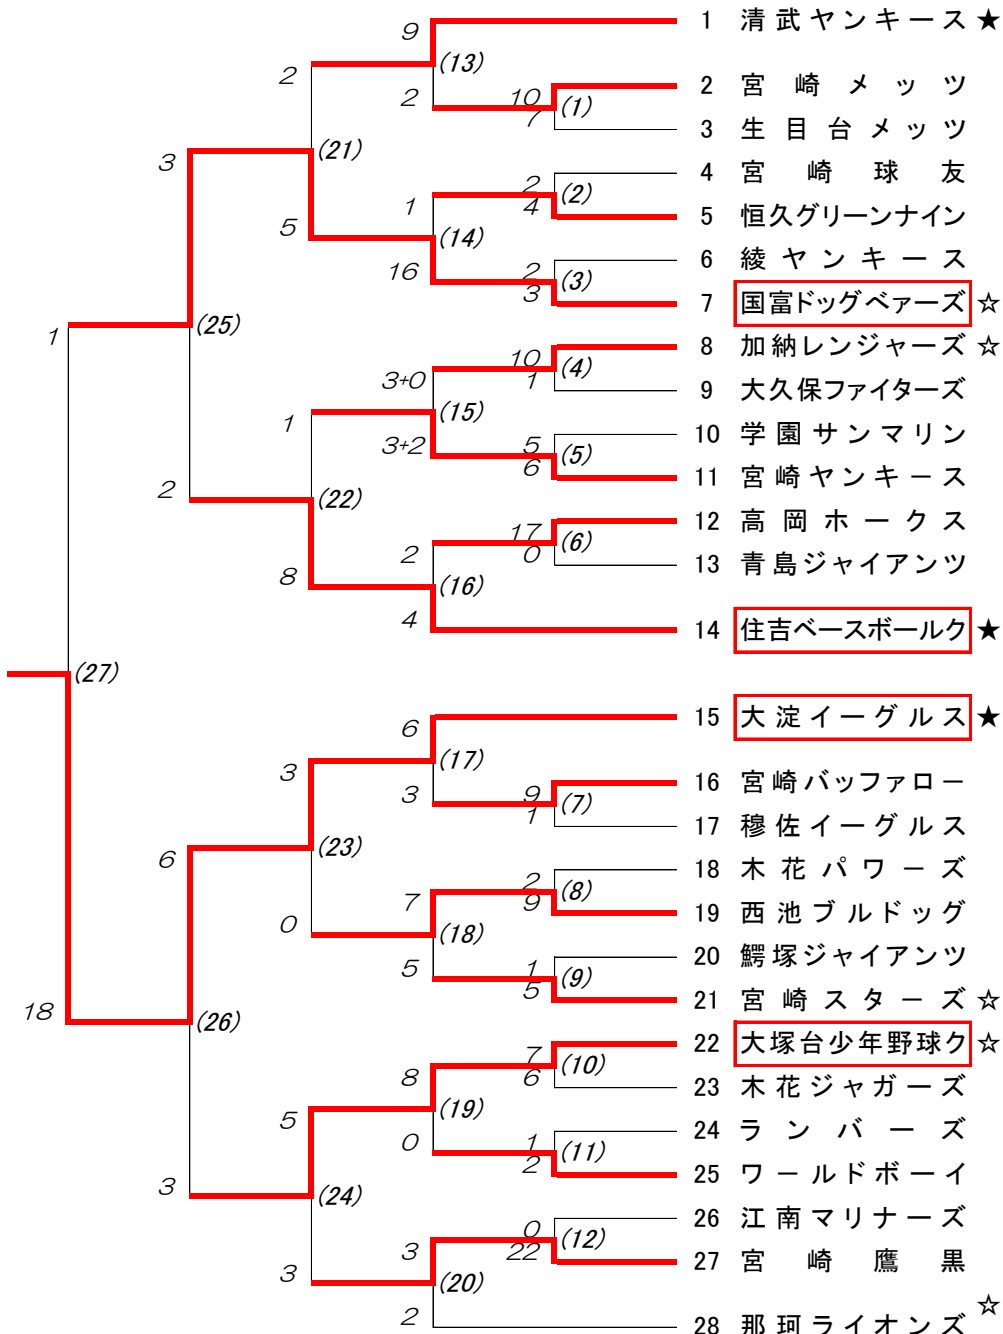 1 清武ヤンキース ★
9
(13)
2
2 宮崎メッツ
2
10
(1)
7
3 生目台メッツ
(21)
3
4 宮崎球友
2
(2)
1
4
5 恒久グリーンナイン
5
(14)
6 綾ヤンキース
16
2
(3)
3
7 国富ドッグベァーズ ☆
(25)
1
8 加納レンジャーズ ☆
10
(4)
3+0
1
9 大久保ファイターズ
1
(15)
10 学園サンマリン
3+2
5
(5)
6
11 宮崎ヤンキース
2
(22)
12 高岡ホークス
17
(6)
2
0
13 青島ジャイアンツ
8
(16)
4
14 住吉ベースボールク ★
(27)
15 大淀イーグルス ★
6
(17)
3
16 宮崎バッファロー
3
9
(7)
1
17 穆佐イーグルス
(23)
6
18 木花パワーズ
2
(8)
7
9
19 西池ブルドッグ
0
(18)
20 鰐塚ジャイアンツ
5
1
(9)
5
21 宮崎スターズ ☆
18
(26)
22 大塚台少年野球ク ☆
7
(10)
8
6
23 木花ジャガーズ
5
(19)
24 ランバーズ
0
1
(11)
2
25 ワールドボーイ
3
(24)
26 江南マリナーズ
0
(12)
3
22
27 宮崎鷹黒
3
(20)
2
28 那珂ライオンズ ☆